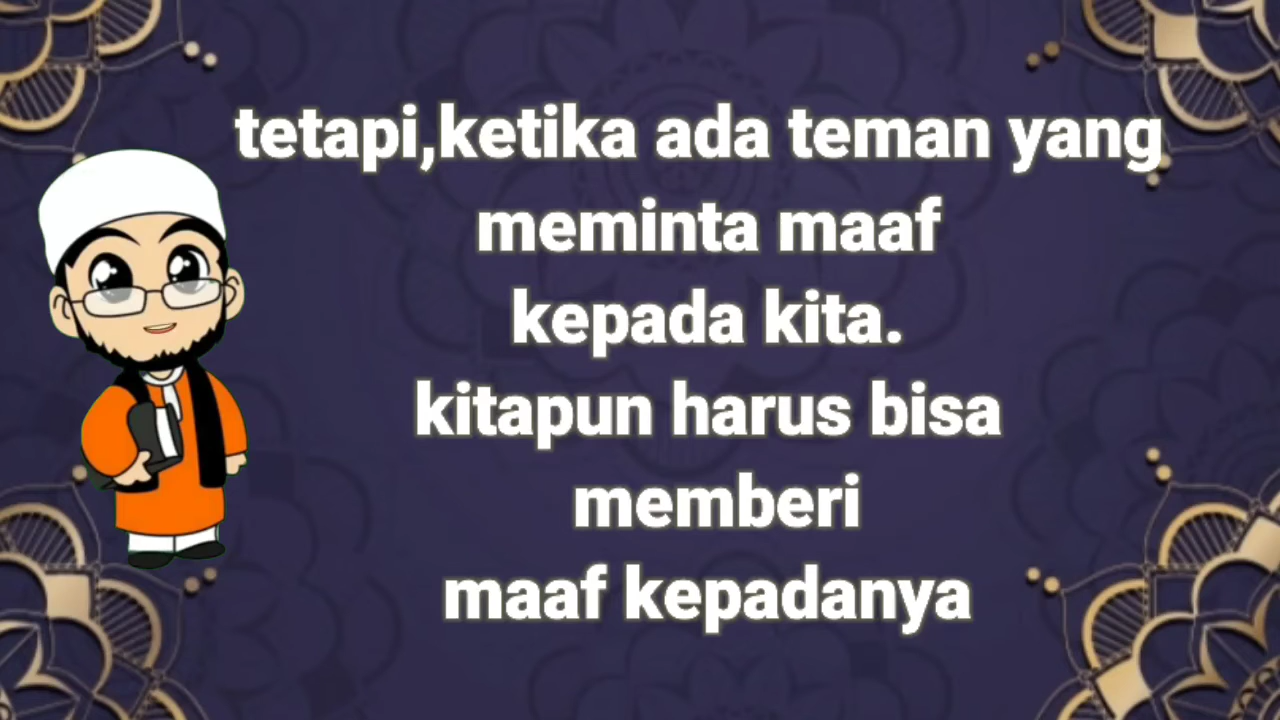 tetapi,ketika ada teman yang
meminta maaf
kepada kita.
kitapun harus bisa
memberi
maaf kepadanya